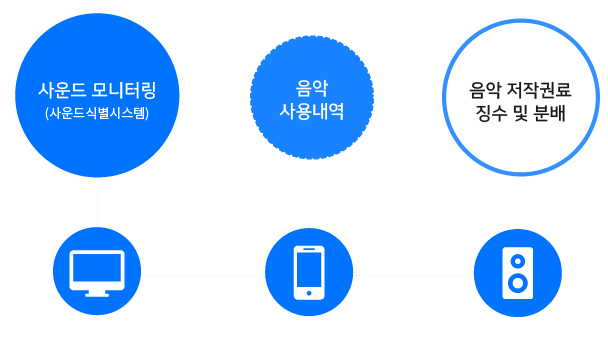 사운드 모니터링
(사운드식별시스템)
음악
사용내역
음악 저작권료
징수 및 분배